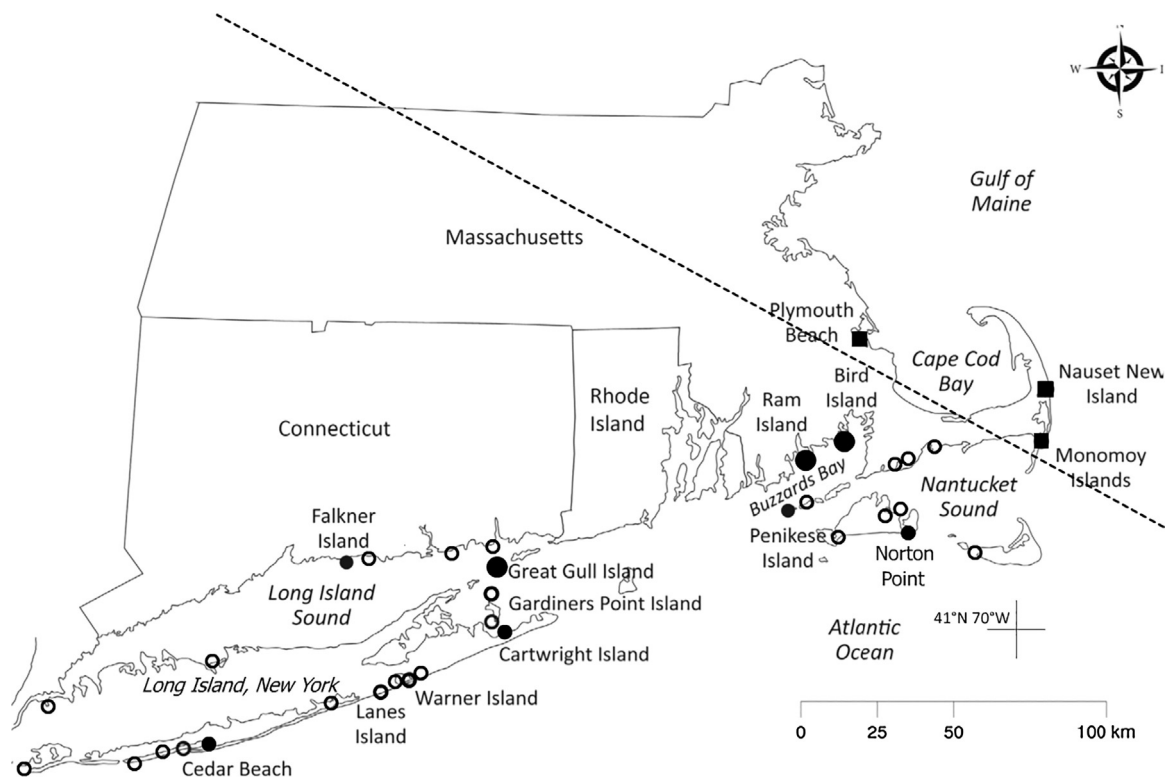 W
S
Gulf of
Maine
Massachusetts
Plymouth
Beach
Cape Cod
Bay
Nauset New
Island
Bird
Island
Ram
Island
Rhode
Island
Connecticut
Monomoy
Islands
Buzzards Bay
Nantucket
Sound
Falkner
Island
Penikese
Island
Norton
Point
Great Gull Island
Long Island
Sound
Gardiners Point Island
41°N 70°W
Atlantic
Ocean
Cartwright Island
Long Island, New York
Warner Island
Lanes
Island
0 25 50 100 km
Cedar Beach